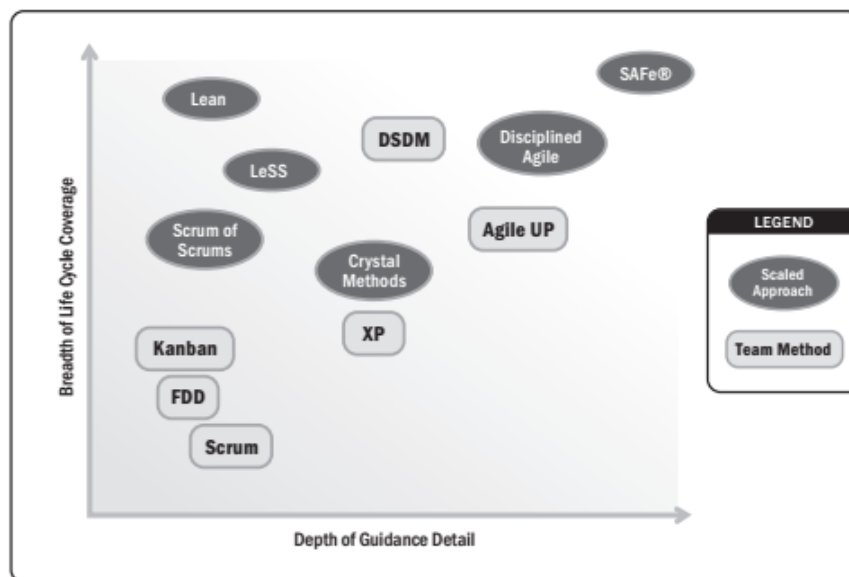 SAFe®
Lean
DSDM
Disciplined
Agile
LeSS
Breadth of Life Cycle Coverage
Scrum of
Scrums
Agile UP
Crystal
Methods
XP
Kanban
FDD
Scrum
Depth of Guidance Detail
LEGEND
Scaled
Approach
Team Method